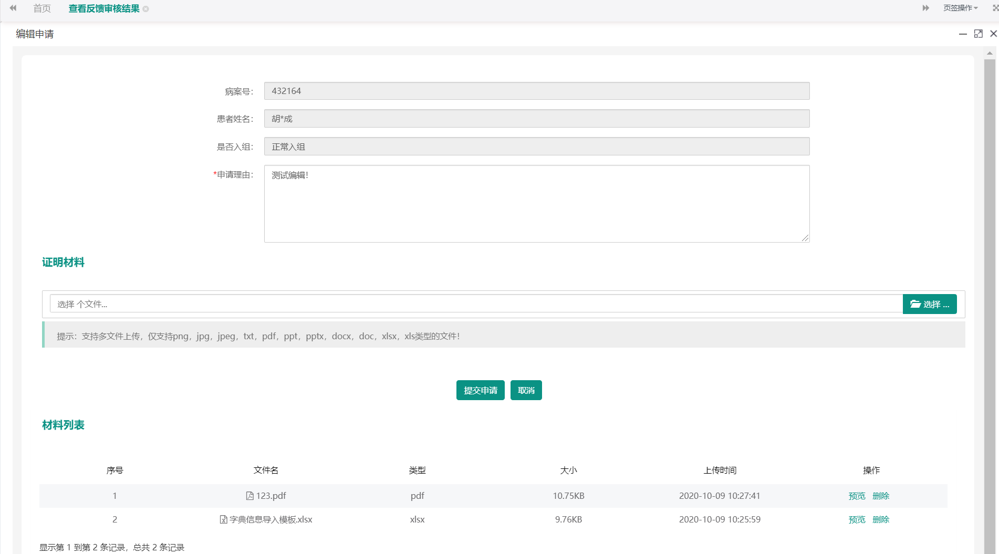 首页 查看反馈审核结果 页签操作
编辑申请
病案号： 432164
患者姓名： 胡*成
是否入组： 正常入组
*申请理由： 测试编辑！
证明材料
选择 个文件... 选择 ...
提示：支持多文件上传，仅支持png，jpg，jpeg，txt，pdf，ppt，pptx，docx，doc，xlsx，xls类型的文件！
提交申请 取消
材料列表
序号 文件名 类型 大小 上传时间 操作
1 123.pdf pdf 10.75KB 2020-10-09 10:27:41 预览 删除
2 字典信息导入模板.xlsx xlsx 9.76KB 2020-10-09 10:25:59 预览 删除
显示第 1 到第 2 条记录，总共 2 条记录